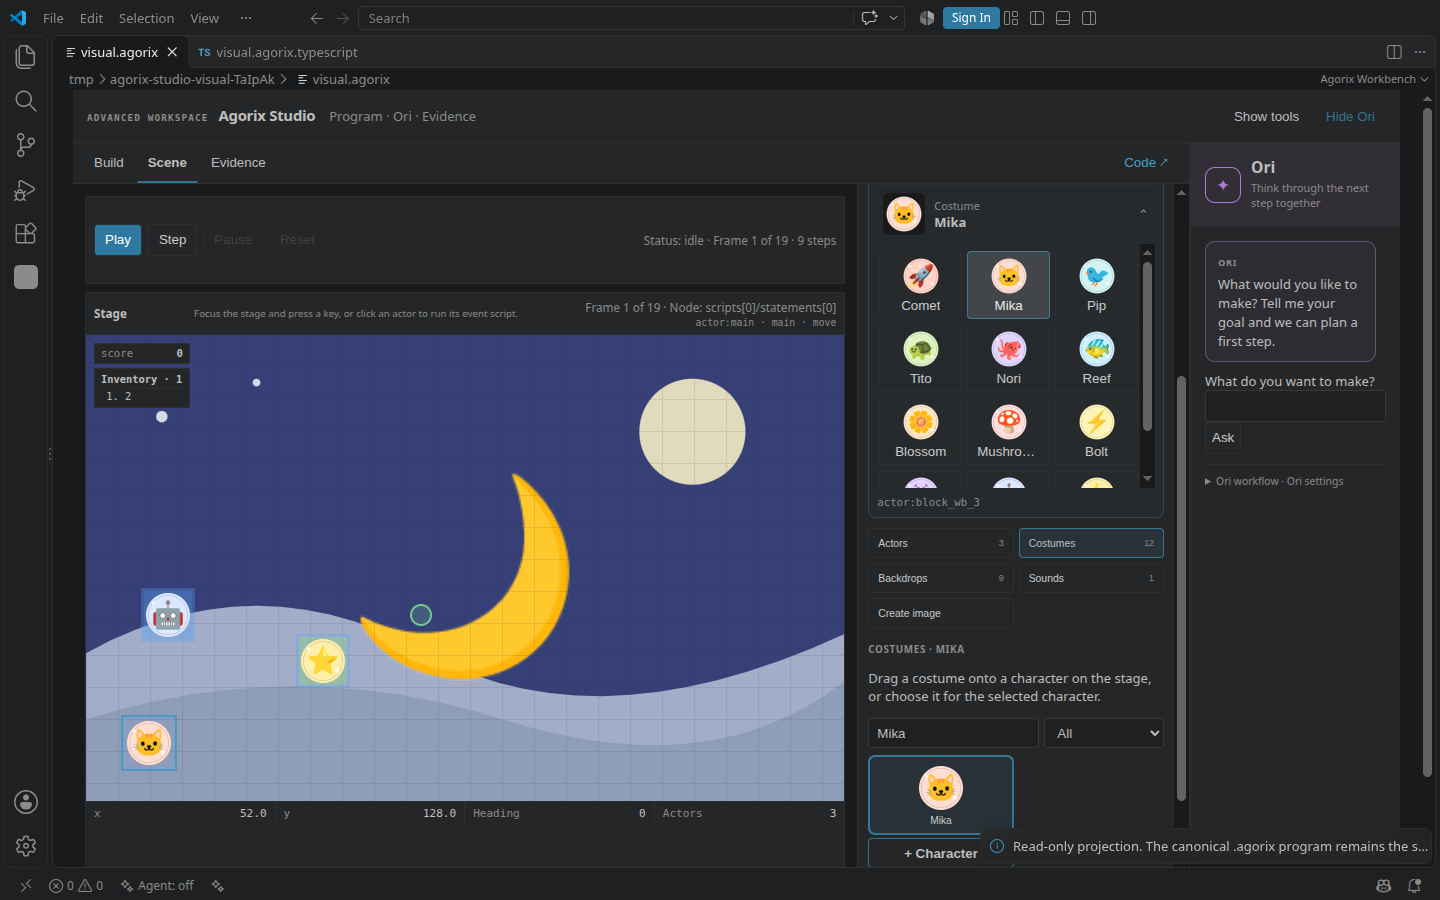 File Edit Selection View ··· Search Sign In
visual.agorix TS visual.agorix.typescript
tmp > agorix-studio-visual-TaIpAk > visual.agorix Agorix Workbench
ADVANCED WORKSPACE Agorix Studio Program · Ori · Evidence Show tools Hide Ori
Build Scene Evidence Code ↗
Play Step Pause Reset Status: idle · Frame 1 of 19 · 9 steps
Stage Focus the stage and press a key, or click an actor to run its event script. Frame 1 of 19 · Node: scripts[0]/statements[0]
actor:main · main · move
score 0
Inventory · 1
1. 2
x 52.0 y 128.0 Heading 0 Actors 3
Costume
Mika
Comet Mika Pip
Tito Nori Reef
Blossom Mushro... Bolt
actor:block_wb_3
Actors 3 Costumes 12
Backdrops 9 Sounds 1
Create image
COSTUMES · MIKA
Drag a costume onto a character on the stage,
or choose it for the selected character.
Mika All
Mika
+ Character
Ori
Think through the next
step together
ORI
What would you like to
make? Tell me your
goal and we can plan a
first step.
What do you want to make?
Ask
Ori workflow · Ori settings
Read-only projection. The canonical .agorix program remains the s...
0 0 Agent: off